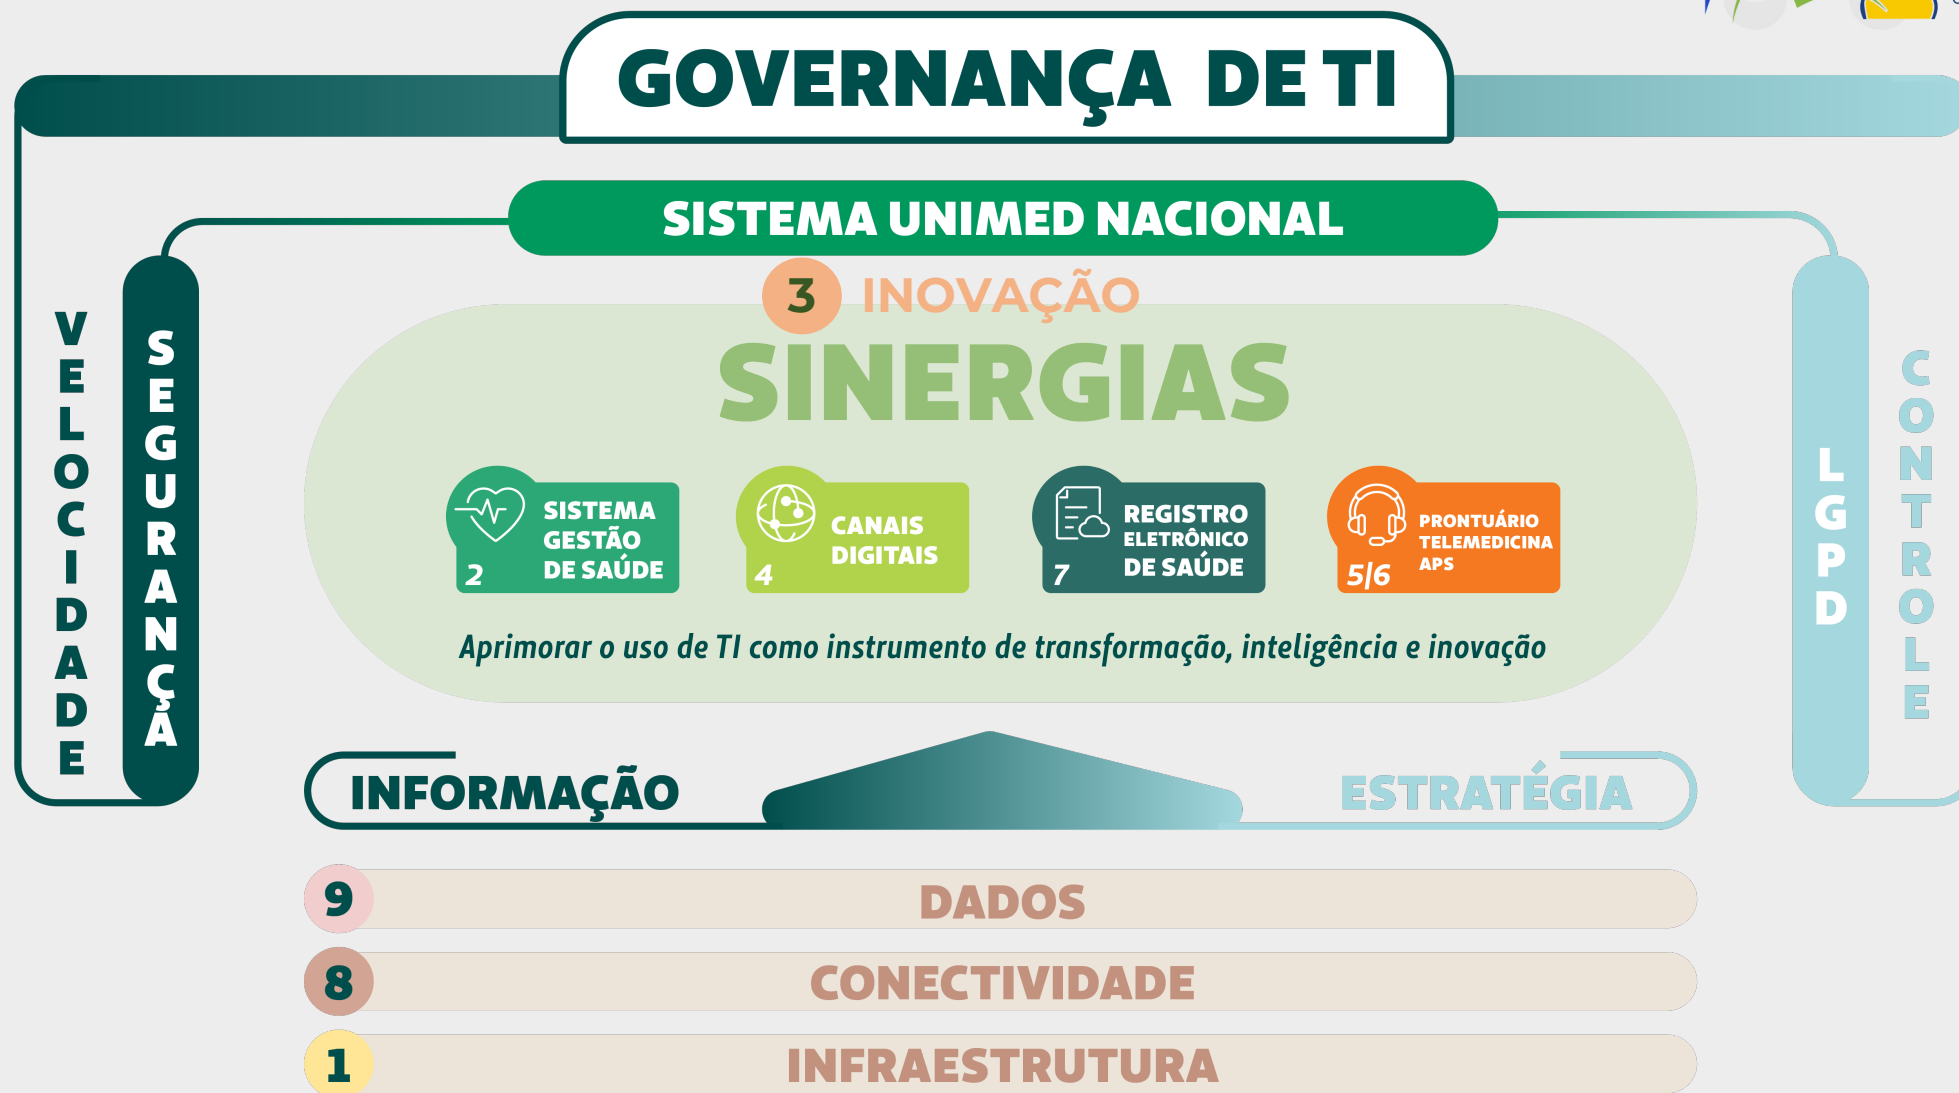 GOVERNANÇA DE TI
SISTEMA UNIMED NACIONAL
3 INOVAÇÃO
SINERGIAS
VELOCIDADE
SEGURANÇA
SISTEMA
GESTÃO
DE SAÚDE
2
CANAIS
DIGITAIS
4
REGISTRO
ELETRÔNICO
DE SAÚDE
7
PRONTUÁRIO
TELEMEDICINA
APS
5/6
LGPD
CONTROLE
Aprimorar o uso de TI como instrumento de transformação, inteligência e inovação
INFORMAÇÃO
ESTRATÉGIA
9 DADOS
8 CONECTIVIDADE
1 INFRAESTRUTURA